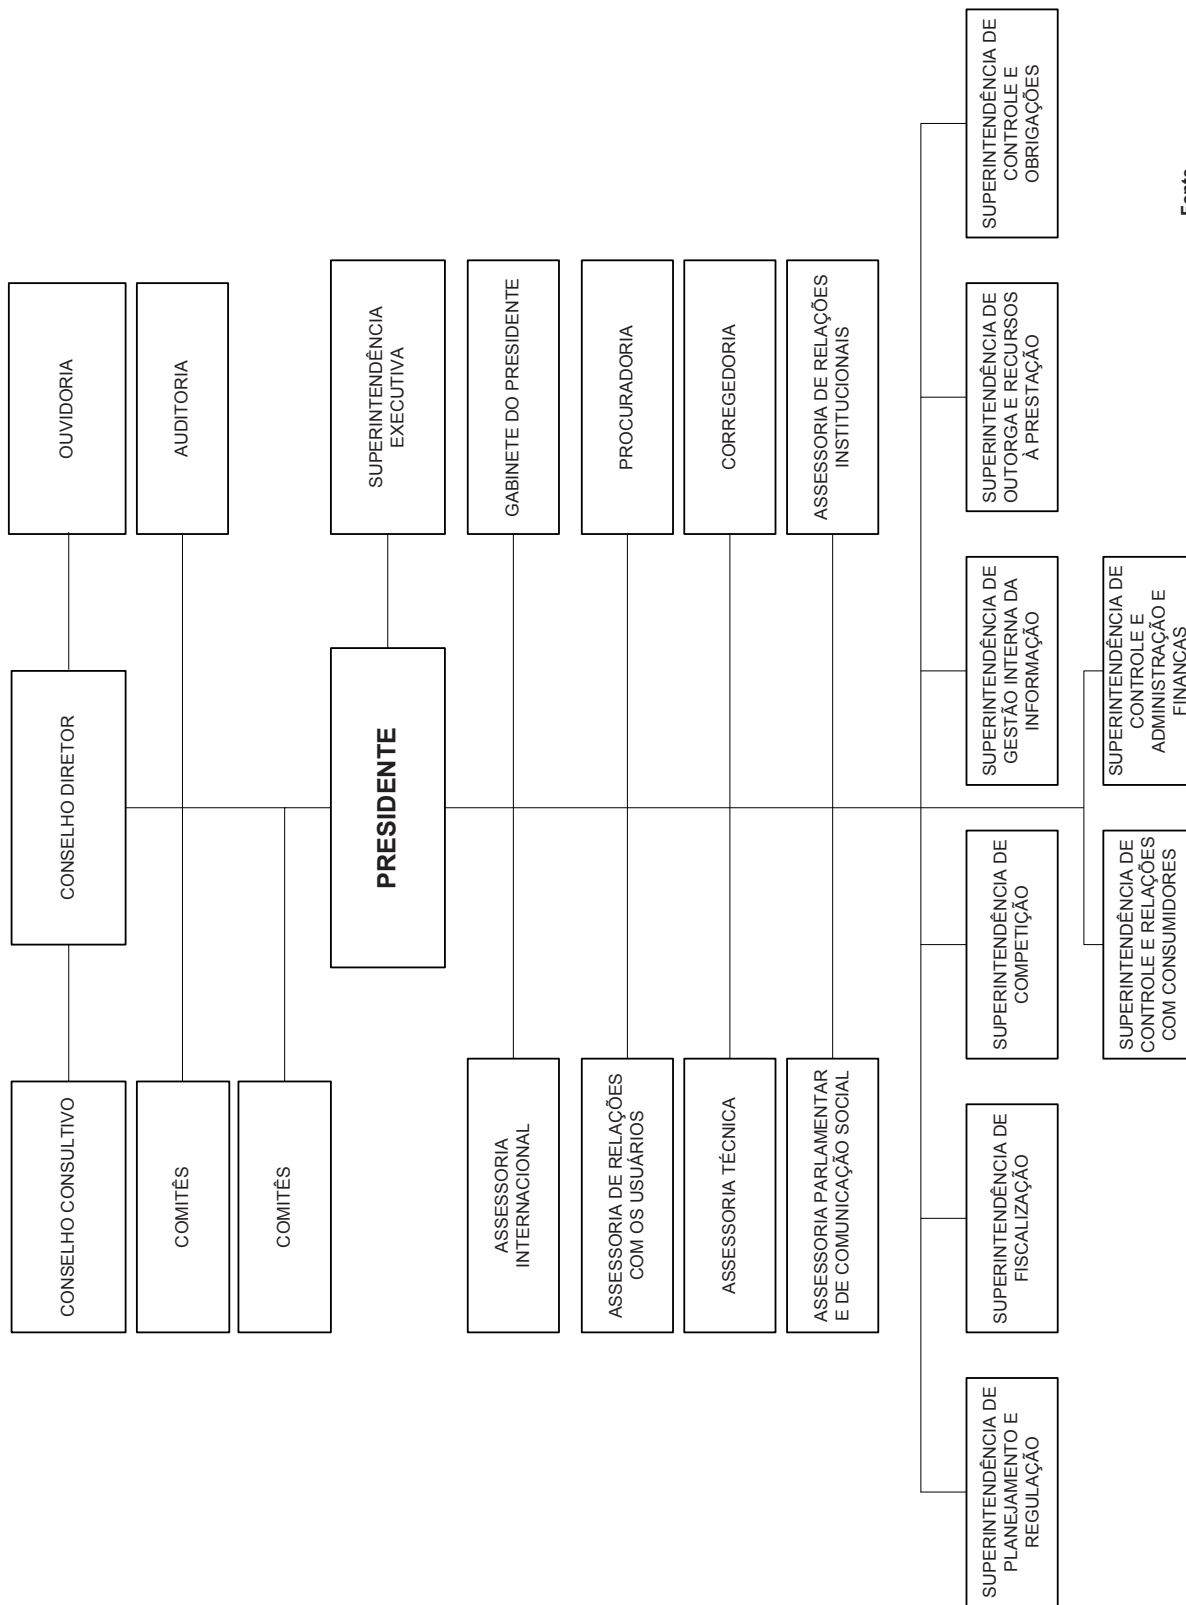 CONSELHO CONSULTIVO
CONSELHO DIRETOR
OUVIDORIA
COMITÊS
AUDITORIA
COMITÊS
PRESIDENTE
SUPERINTENDÊNCIA
EXECUTIVA
ASSESSORIA
INTERNACIONAL
GABINETE DO PRESIDENTE
ASSESSORIA DE RELAÇÕES
COM OS USUÁRIOS
PROCURADORIA
ASSESSORIA TÉCNICA
CORREGEDORIA
ASSESSORIA PARLAMENTAR
E DE COMUNICAÇÃO SOCIAL
ASSESSORIA DE RELAÇÕES
INSTITUCIONAIS
SUPERINTENDÊNCIA DE
PLANEJAMENTO E
REGULAÇÃO
SUPERINTENDÊNCIA DE
FISCALIZAÇÃO
SUPERINTENDÊNCIA DE
COMPETIÇÃO
SUPERINTENDÊNCIA DE
GESTÃO INTERNA DA
INFORMAÇÃO
SUPERINTENDÊNCIA DE
OUTORGA E RECURSOS
À PRESTAÇÃO
SUPERINTENDÊNCIA DE
CONTROLE E
OBRIGAÇÕES
SUPERINTENDÊNCIA DE
CONTROLE E RELAÇÕES
COM CONSUMIDORES
SUPERINTENDÊNCIA DE
CONTROLE E
ADMINISTRAÇÃO E
FINANÇAS
Fonte